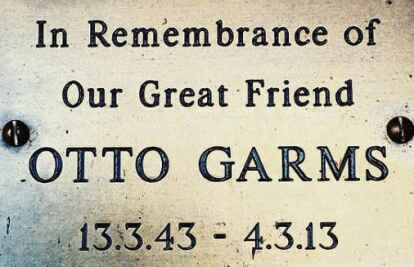 In Remembrance of
Our Great Friend
OTTO GARMS
13.3.43 - 4.3.13